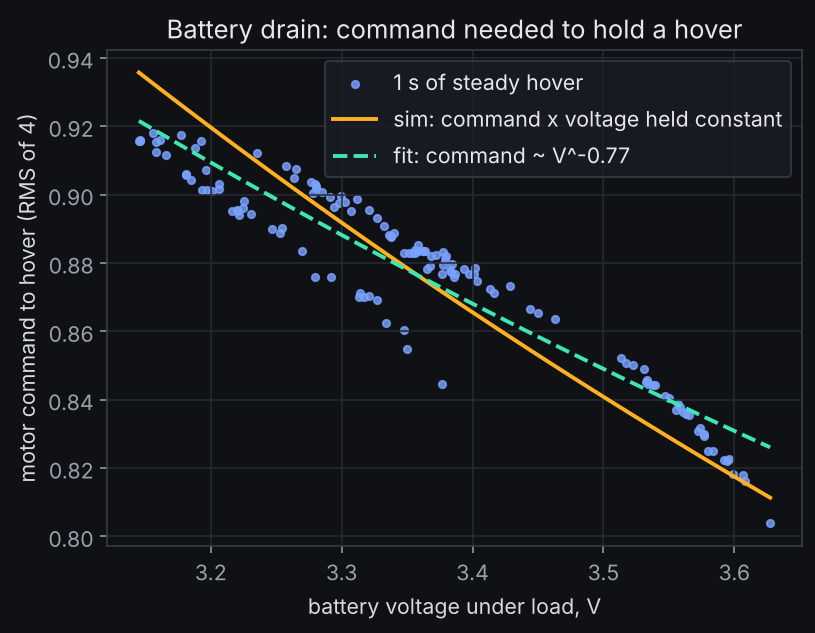 Battery drain: command needed to hold a hover
1 s of steady hover
sim: command x voltage held constant
fit: command ~ V^-0.77
motor command to hover (RMS of 4)
0.94
0.92
0.90
0.88
0.86
0.84
0.82
0.80
3.2 3.3 3.4 3.5 3.6
battery voltage under load, V